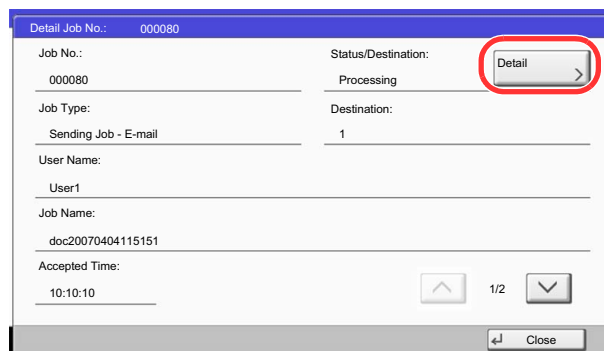 Detail Job No.: 000080
Job No.:
000080
Status/Destination:
Processing
Detail
Job Type:
Sending Job - E-mail
Destination:
1
User Name:
User1
Job Name:
doc20070404115151
Accepted Time:
10:10:10
1/2
Close